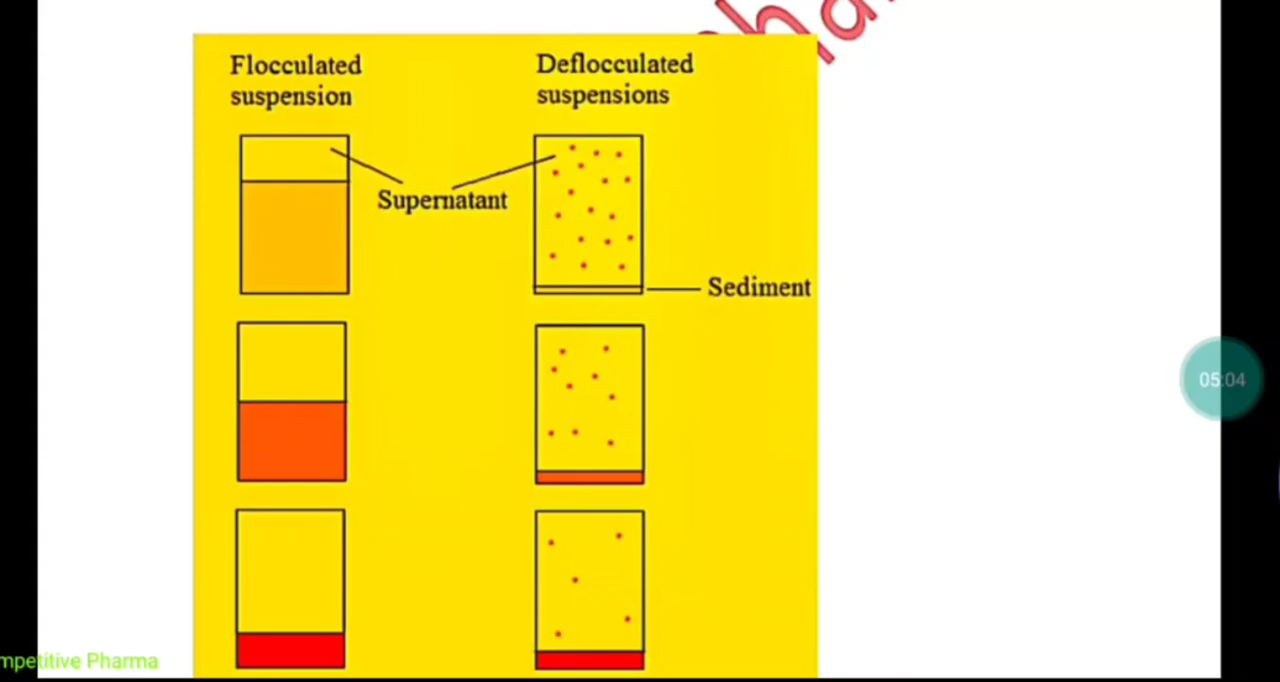 Flocculated
suspension
Deflocculated
suspensions
Supernatant
Sediment
05:04
mpetitive Pharma